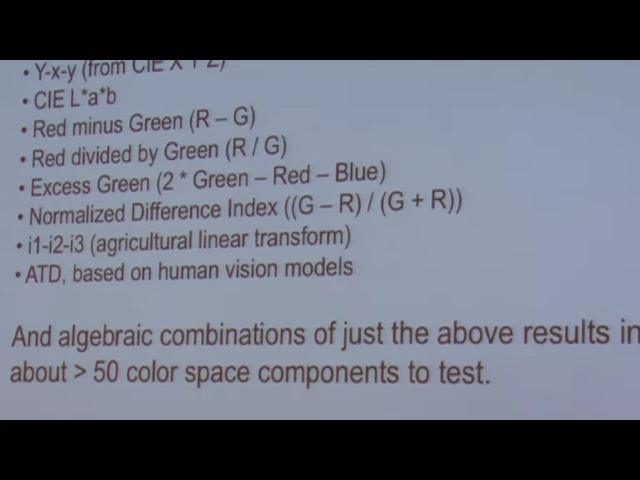 • Y-x-y (from CIE X Y Z)
• CIE L*a*b
• Red minus Green (R – G)
• Red divided by Green (R / G)
• Excess Green (2 * Green – Red – Blue)
• Normalized Difference Index ((G – R) / (G + R))
• i1-i2-i3 (agricultural linear transform)
• ATD, based on human vision models
And algebraic combinations of just the above results in
about > 50 color space components to test.